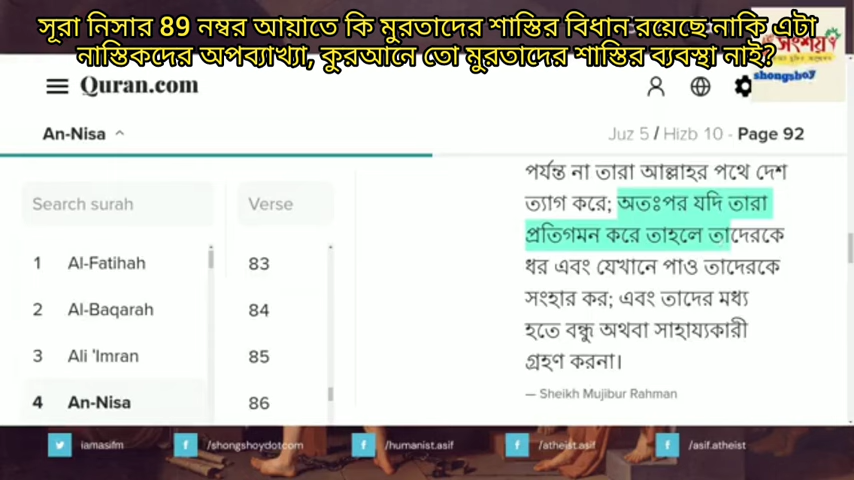 সূরা নিসার 89 নম্বর আয়াতে কি মুরতাদের শাস্তির বিধান রয়েছে নাকি এটা
নাস্তিকদের অপব্যাখ্যা, কুরআনে তো মুরতাদের শাস্তির ব্যবস্থা নাই?
সংশয়
shongshoy
Quran.com
An-Nisa
Juz 5 / Hizb 10 - Page 92
Search surah
Verse
1 Al-Fatihah 83
2 Al-Baqarah 84
3 Ali 'Imran 85
4 An-Nisa 86
পর্যন্ত না তারা আল্লাহর পথে দেশ
ত্যাগ করে; অতঃপর যদি তারা
প্রতিগমন করে তাহলে তাদেরকে
ধর এবং যেখানে পাও তাদেরকে
সংহার কর; এবং তাদের মধ্য
হতে বন্ধু অথবা সাহায্যকারী
গ্রহণ করনা।
— Sheikh Mujibur Rahman
iamasifm
/shongshoydotcom
/humanist.asif
/atheist.asif
/asif.atheist